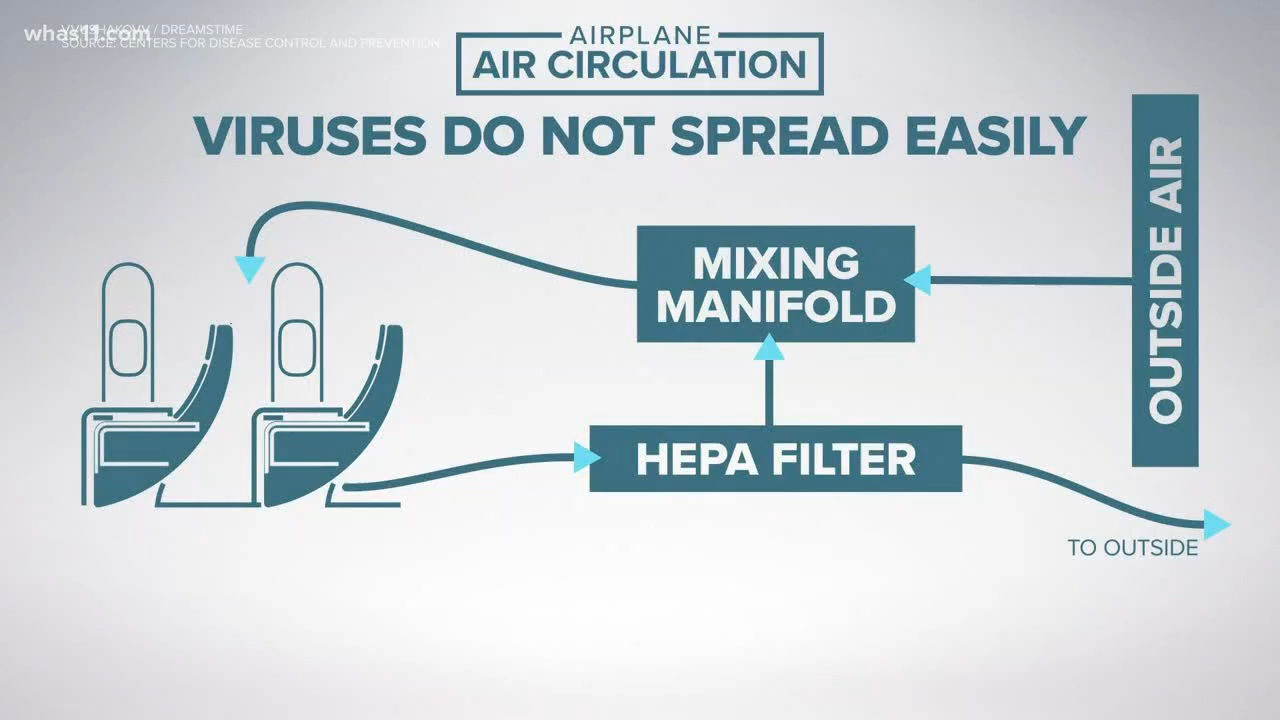 whas11.com
VVUSHAKOVV / DREAMSTIME
SOURCE: CENTERS FOR DISEASE CONTROL AND PREVENTION
AIRPLANE
AIR CIRCULATION
VIRUSES DO NOT SPREAD EASILY
OUTSIDE AIR
MIXING
MANIFOLD
HEPA FILTER
TO OUTSIDE